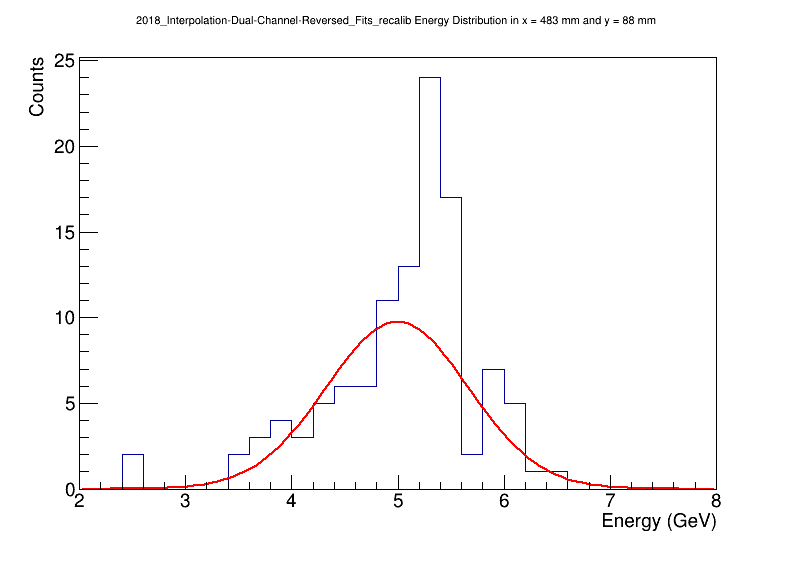 2018_Interpolation-Dual-Channel-Reversed_Fits_recalib Energy Distribution in x = 483 mm and y = 88 mm
Counts
25
20
15
10
5
0
2 3 4 5 6 7 8
Energy (GeV)